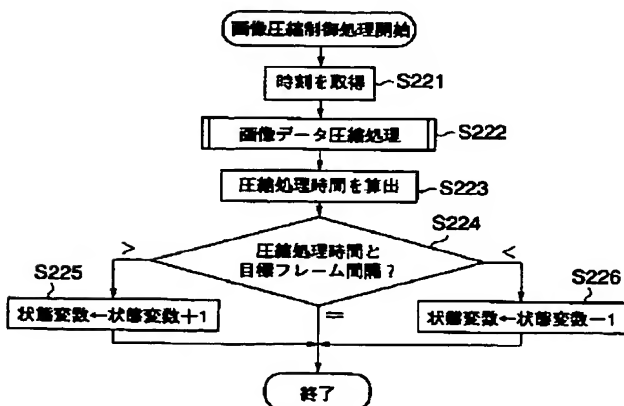 画像圧縮制御処理開始
時刻を取得
S221
画像データ圧縮処理
S222
圧縮処理時間を算出
S223
S224
圧縮処理時間と
目標フレーム間隔?
>
<
=
S225
状態変数←状態変数+1
S226
状態変数←状態変数-1
終了